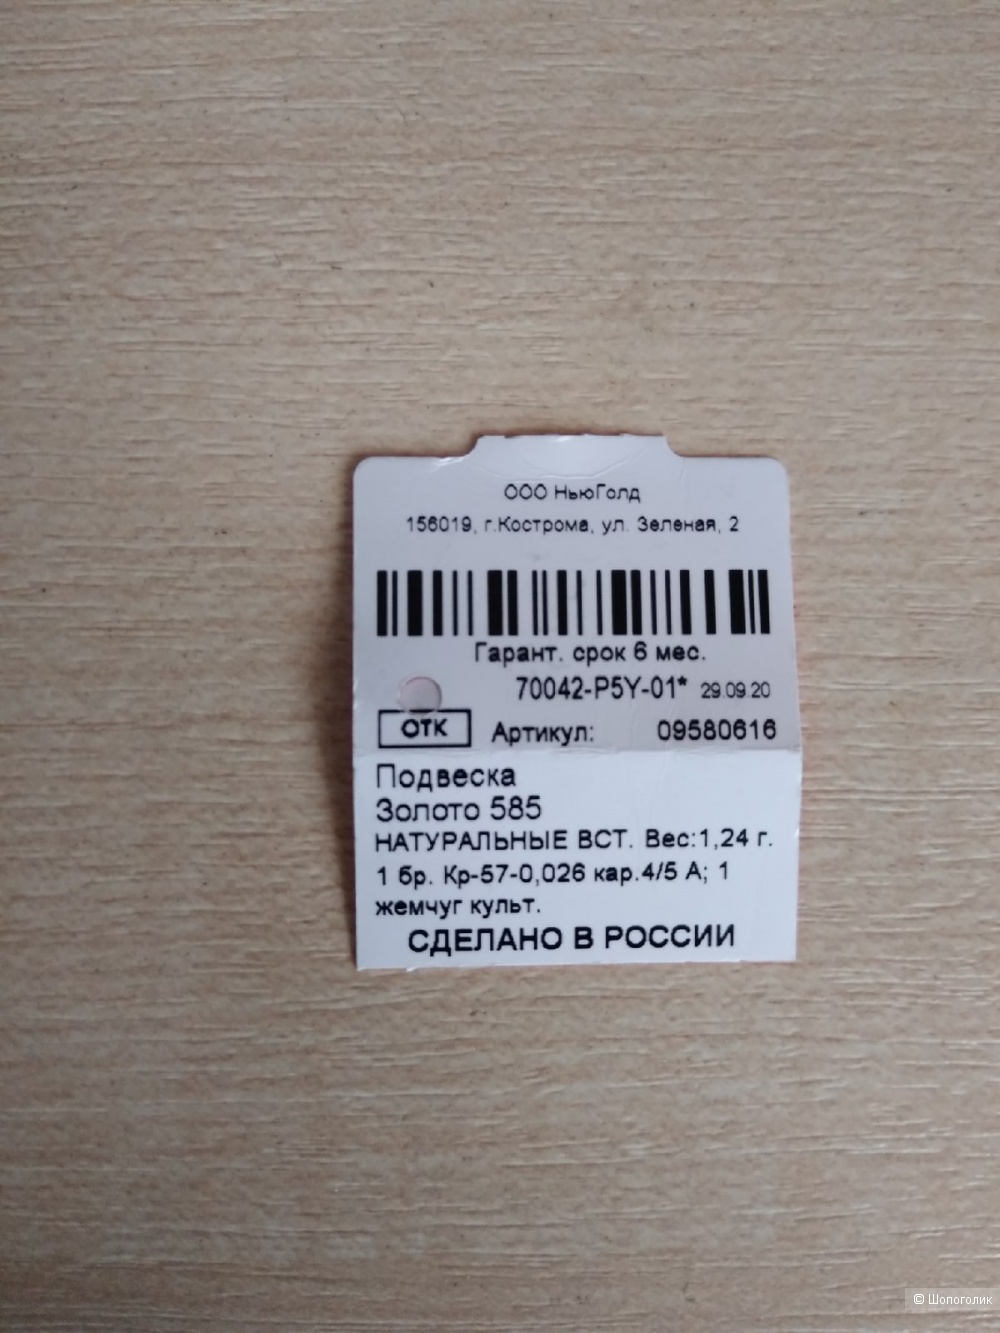 ООО НьюГолд
156019, г.Кострома, ул. Зеленая, 2
Гарант. срок 6 мес.
70042-P5Y-01* 29.09.20
ОТК Артикул: 09580616
Подвеска
Золото 585
НАТУРАЛЬНЫЕ ВСТ. Вес:1,24 г.
1 бр. Кр-57-0,026 кар.4/5 А; 1
жемчуг культ.
СДЕЛАНО В РОССИИ
© Шопоголик